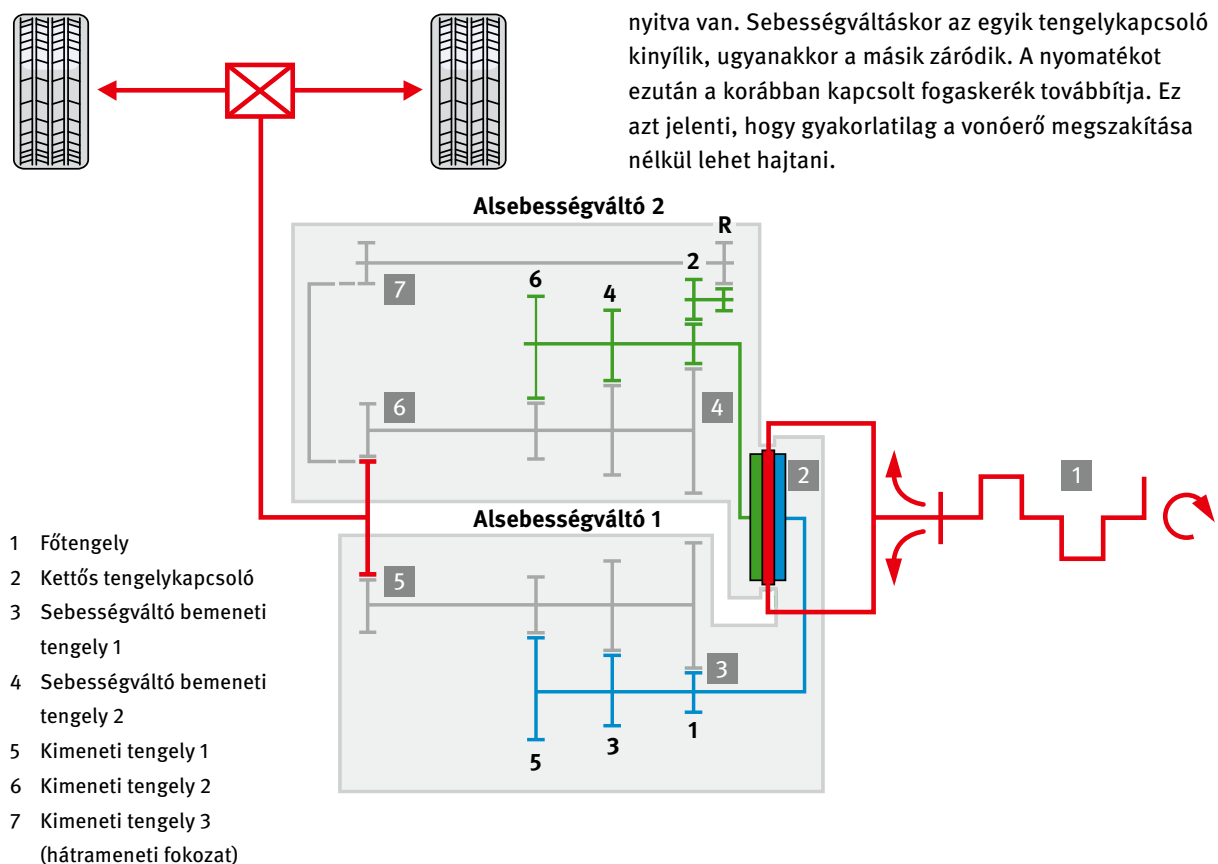 nyitva van. Sebességváltáskor az egyik tengelykapcsoló
kinyílik, ugyanakkor a másik záródik. A nyomatékot
ezután a korábban kapcsolt fogaskerék továbbítja. Ez
azt jelenti, hogy gyakorlatilag a vonóerő megszakítása
nélkül lehet hajtani.
Alsebességváltó 2
R
2
6
4
7
6
4
2
1
Alsebességváltó 1
5
3
1
3
5
1 Főtengely
2 Kettős tengelykapcsoló
3 Sebességváltó bemeneti
tengely 1
4 Sebességváltó bemeneti
tengely 2
5 Kimeneti tengely 1
6 Kimeneti tengely 2
7 Kimeneti tengely 3
(hátrameneti fokozat)